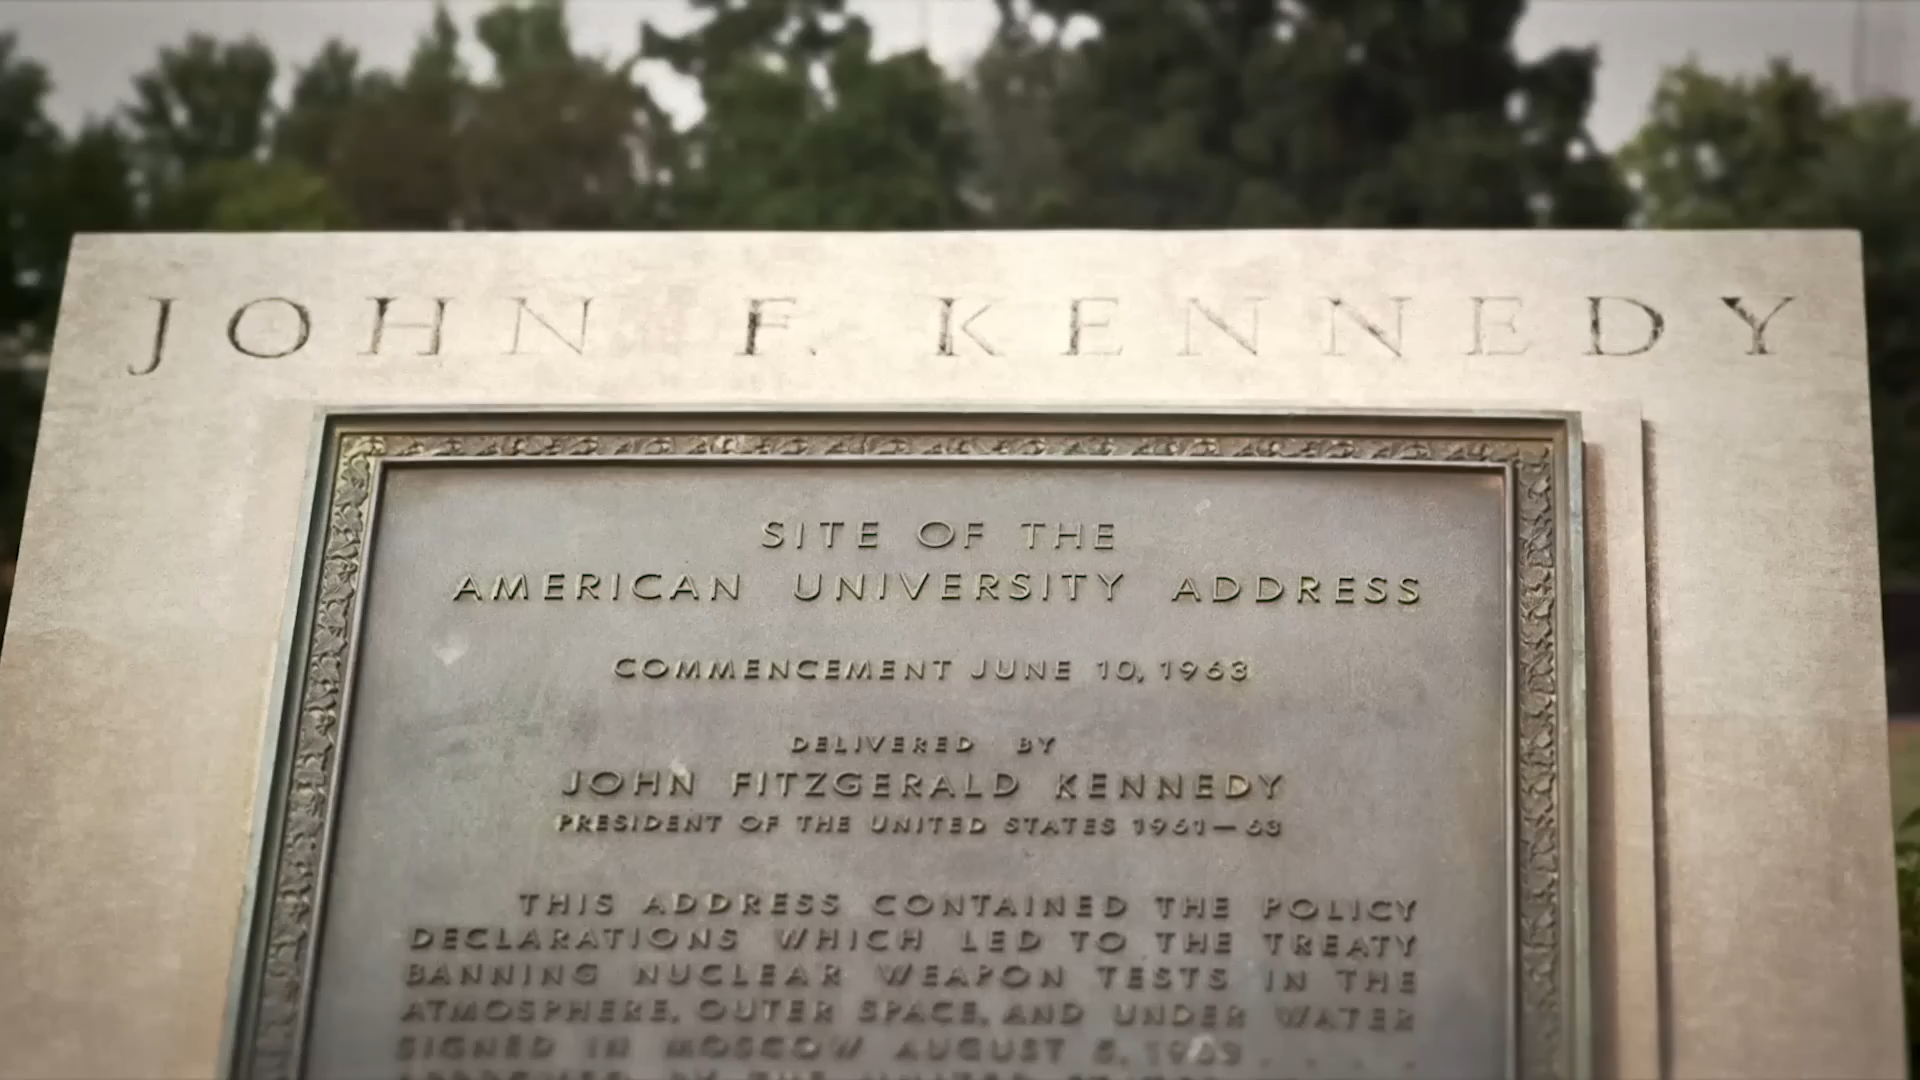 JOHN F. KENNEDY
SITE OF THE
AMERICAN UNIVERSITY ADDRESS
COMMENCEMENT JUNE 10, 1963
DELIVERED BY
JOHN FITZGERALD KENNEDY
PRESIDENT OF THE UNITED STATES 1961—63
THIS ADDRESS CONTAINED THE POLICY
DECLARATIONS WHICH LED TO THE TREATY
BANNING NUCLEAR WEAPON TESTS IN THE
ATMOSPHERE, OUTER SPACE, AND UNDER WATER
SIGNED IN MOSCOW AUGUST 5, 1963 . . . .